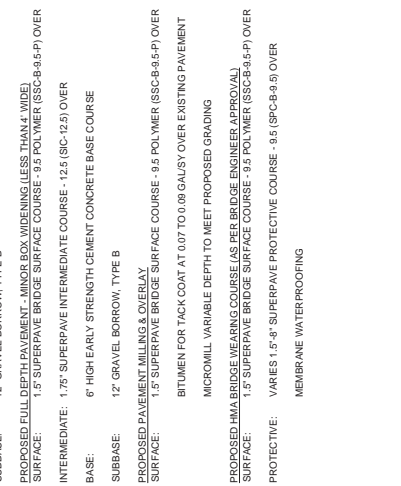 PROPOSED FULL DEPTH PAVEMENT - MINOR BOX WIDENING (LESS THAN 4' WIDE)
SURFACE: 1.5" SUPERPAVE BRIDGE SURFACE COURSE - 9.5 POLYMER (SSC-B-9.5-P) OVER
INTERMEDIATE: 1.75" SUPERPAVE INTERMEDIATE COURSE - 12.5 (SIC-12.5) OVER
BASE: 6" HIGH EARLY STRENGTH CEMENT CONCRETE BASE COURSE
SUBBASE: 12" GRAVEL BORROW, TYPE B
PROPOSED PAVEMENT MILLING & OVERLAY
SURFACE: 1.5" SUPERPAVE BRIDGE SURFACE COURSE - 9.5 POLYMER (SSC-B-9.5-P) OVER
BITUMEN FOR TACK COAT AT 0.07 TO 0.09 GAL/SY OVER EXISTING PAVEMENT
MICROMILL VARIABLE DEPTH TO MEET PROPOSED GRADING
PROPOSED HMA BRIDGE WEARING COURSE (AS PER BRIDGE ENGINEER APPROVAL)
SURFACE: 1.5" SUPERPAVE BRIDGE SURFACE COURSE - 9.5 POLYMER (SSC-B-9.5-P) OVER
PROTECTIVE: VARIES 1.5"-8" SUPERPAVE PROTECTIVE COURSE - 9.5 (SPC-B-9.5) OVER
MEMBRANE WATERPROOFING